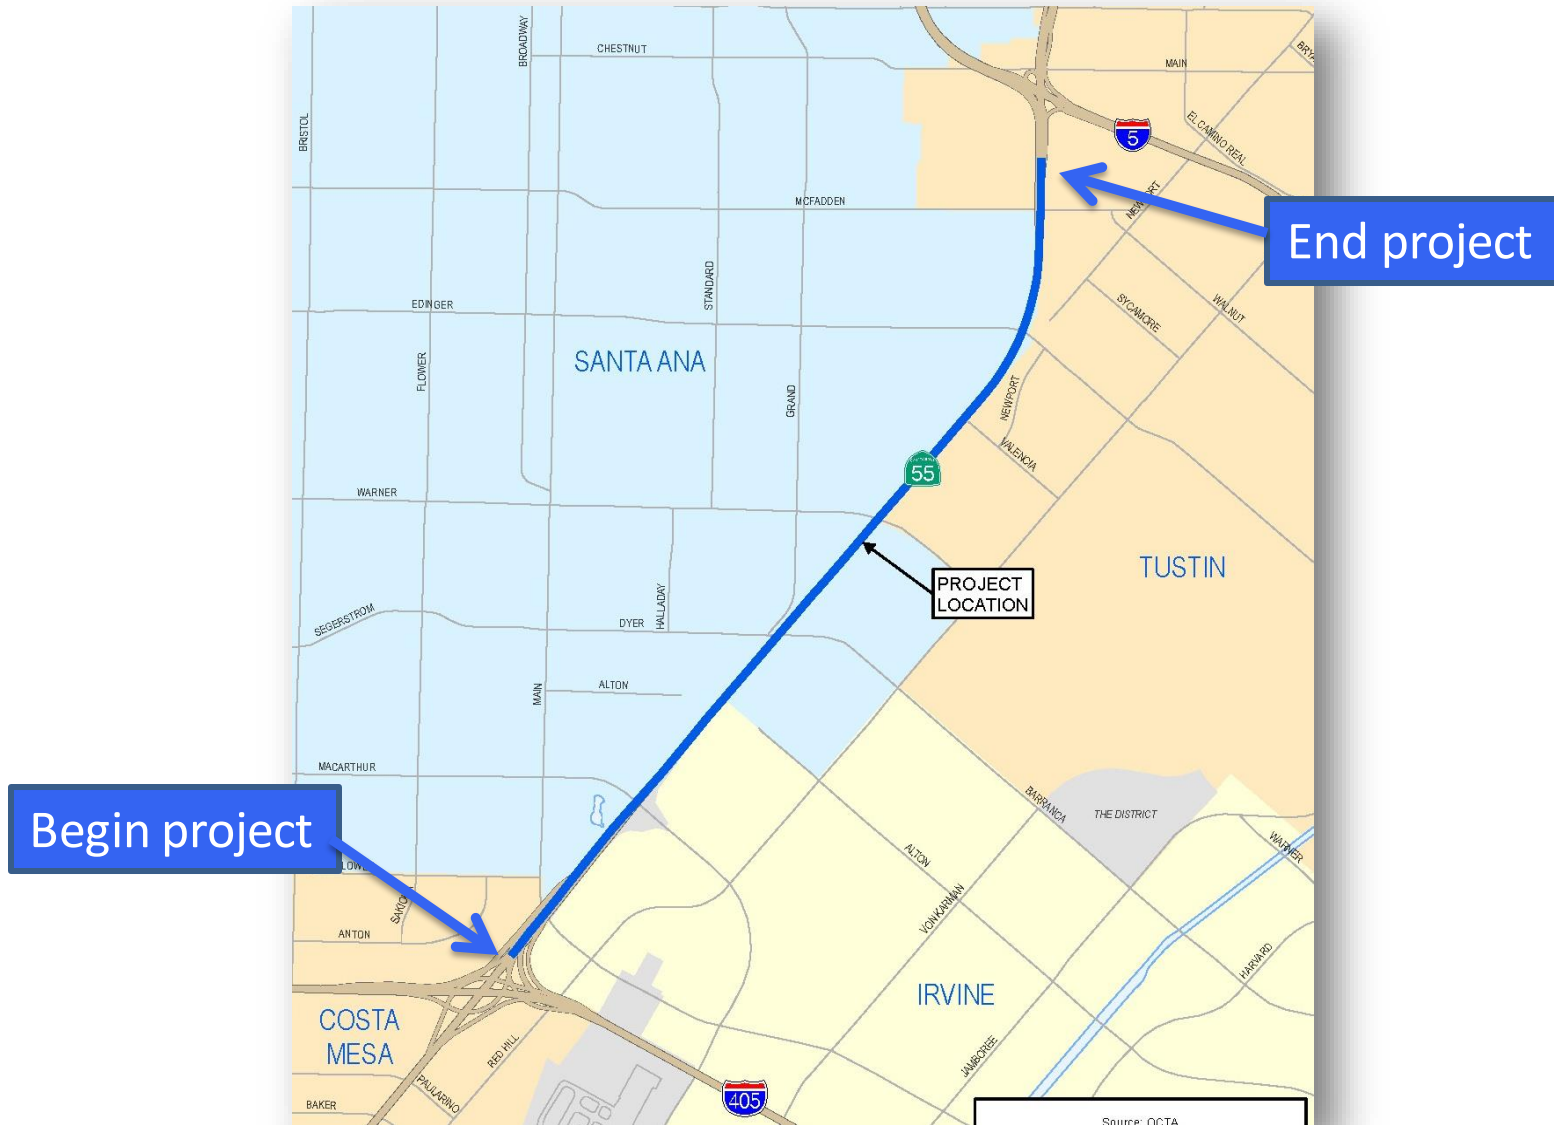 BROADWAY
CHESTNUT
MAIN
BRISTOL
5
EL CAMINO REAL
MCFADDEN
NEWPORT
End project
EDINGER
STANDARD
SYCAMORE
WALNUT
SANTA ANA
FLOWER
GRAND
NEWPORT
VALENCIA
55
WARNER
TUSTIN
PROJECT
LOCATION
SEGERSTROM
DYER
HALLADAY
ALTON
MAIN
MACARTHUR
Begin project
BARRANCA
THE DISTRICT
WARNER
ALTON
ANTON
VON KARMAN
HARVARD
IRVINE
COSTA
MESA
RED HILL
JAMBOREE
PAULARINO
405
BAKER
Source: OCTA